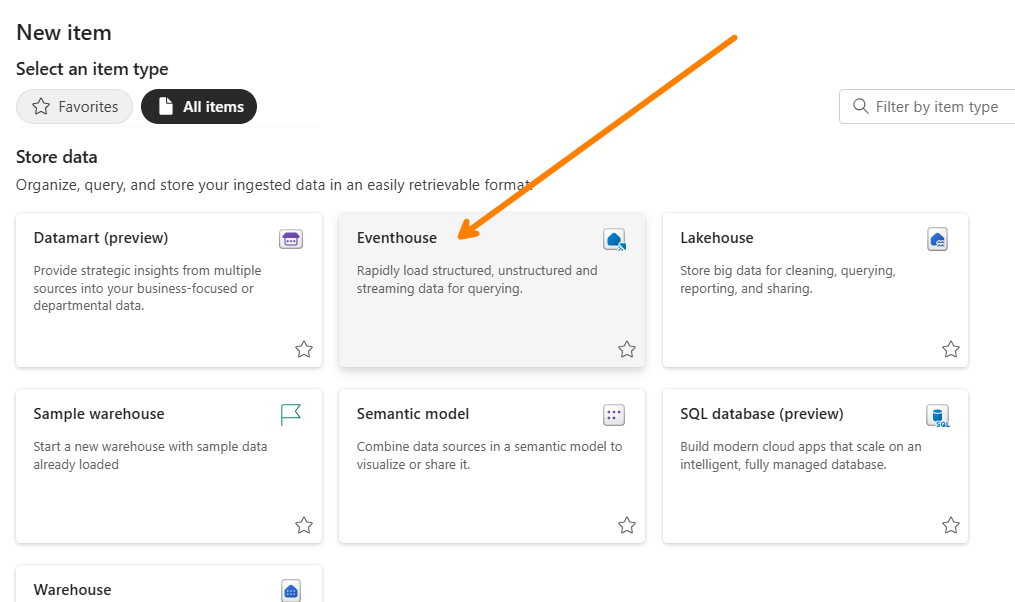 New item
Select an item type
Favorites
All items
Filter by item type
Store data
Organize, query, and store your ingested data in an easily retrievable format.
Datamart (preview)
Provide strategic insights from multiple
sources into your business-focused or
departmental data.
Eventhouse
Rapidly load structured, unstructured and
streaming data for querying.
Lakehouse
Store big data for cleaning, querying,
reporting, and sharing.
Sample warehouse
Start a new warehouse with sample data
already loaded
Semantic model
Combine data sources in a semantic model to
visualize or share it.
SQL database (preview)
SQL
Build modern cloud apps that scale on an
intelligent, fully managed database.
Warehouse